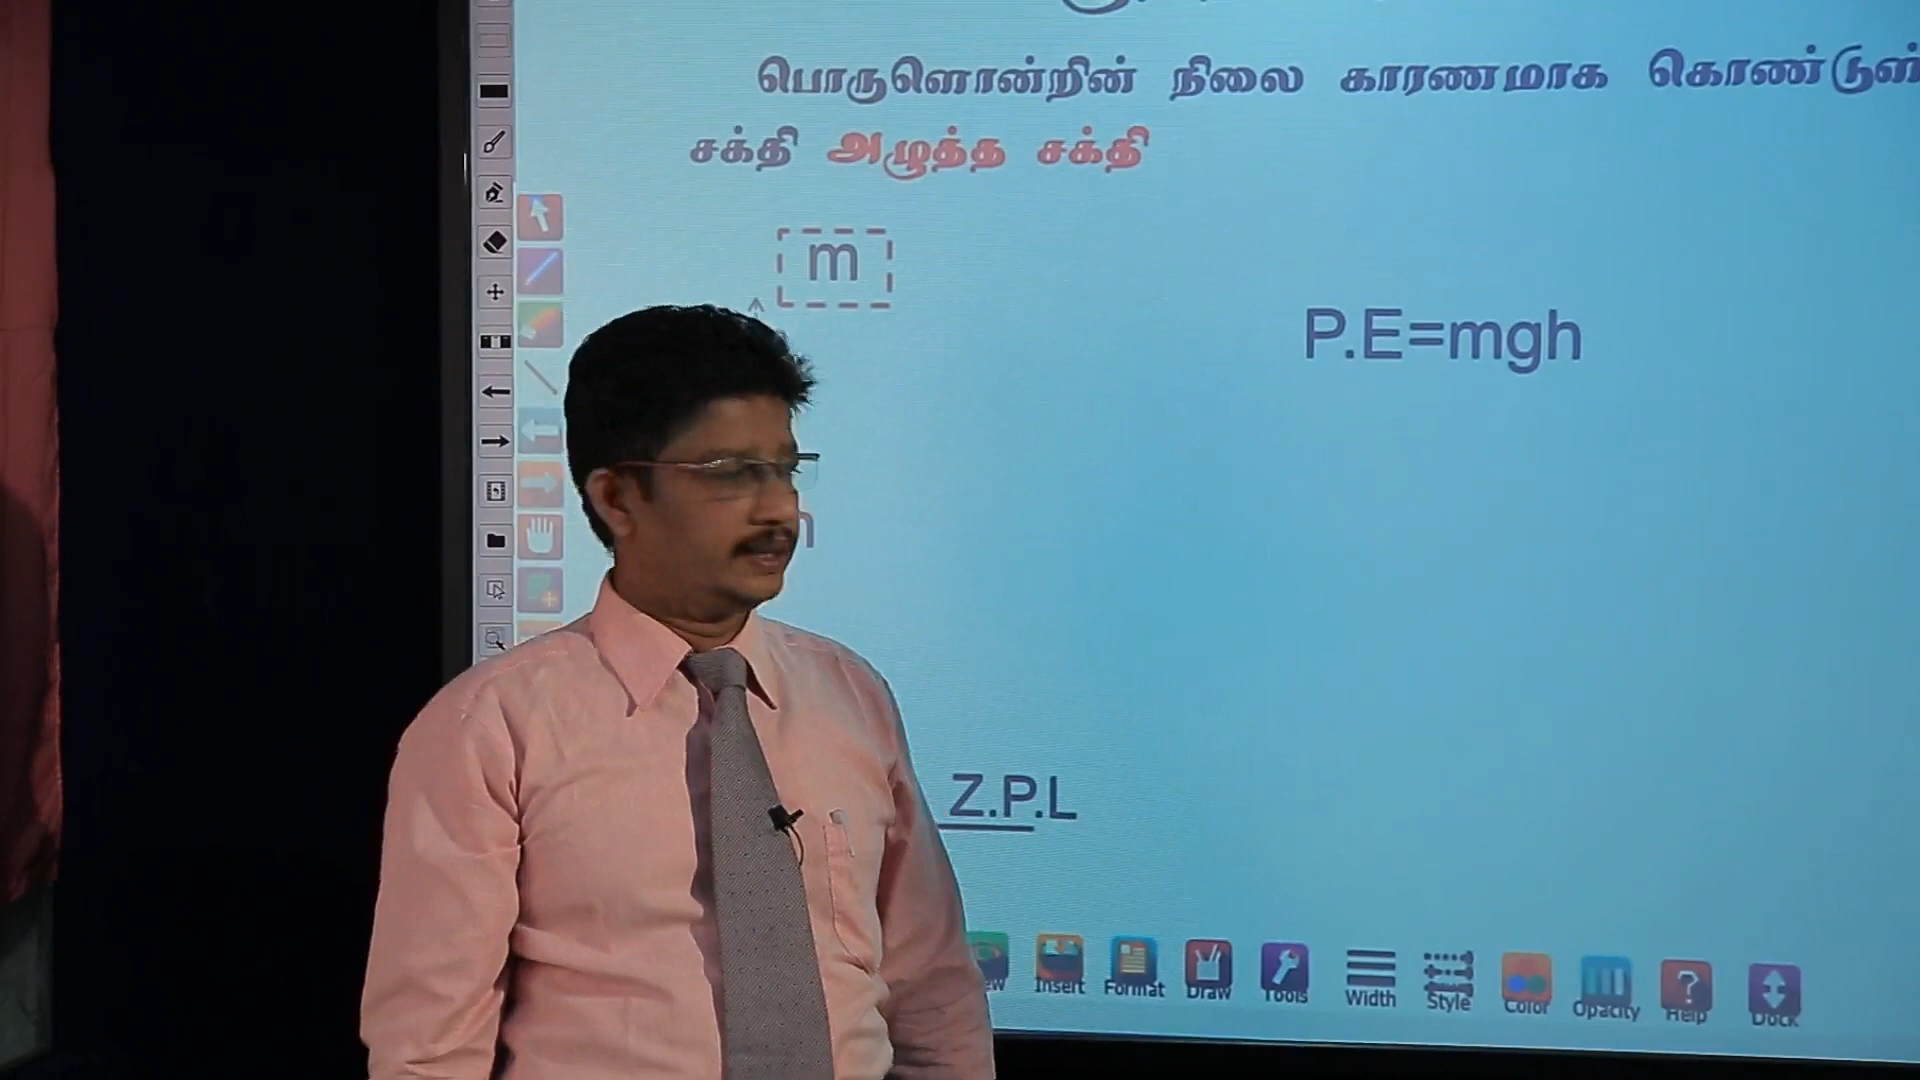 பொருளொன்றின் நிலை காரணமாக
சக்தி அழுத்த சக்தி
m
P.E=mgh
Z.P.L
Insert Format Draw Tools Width Style Color Opacity Help Dock